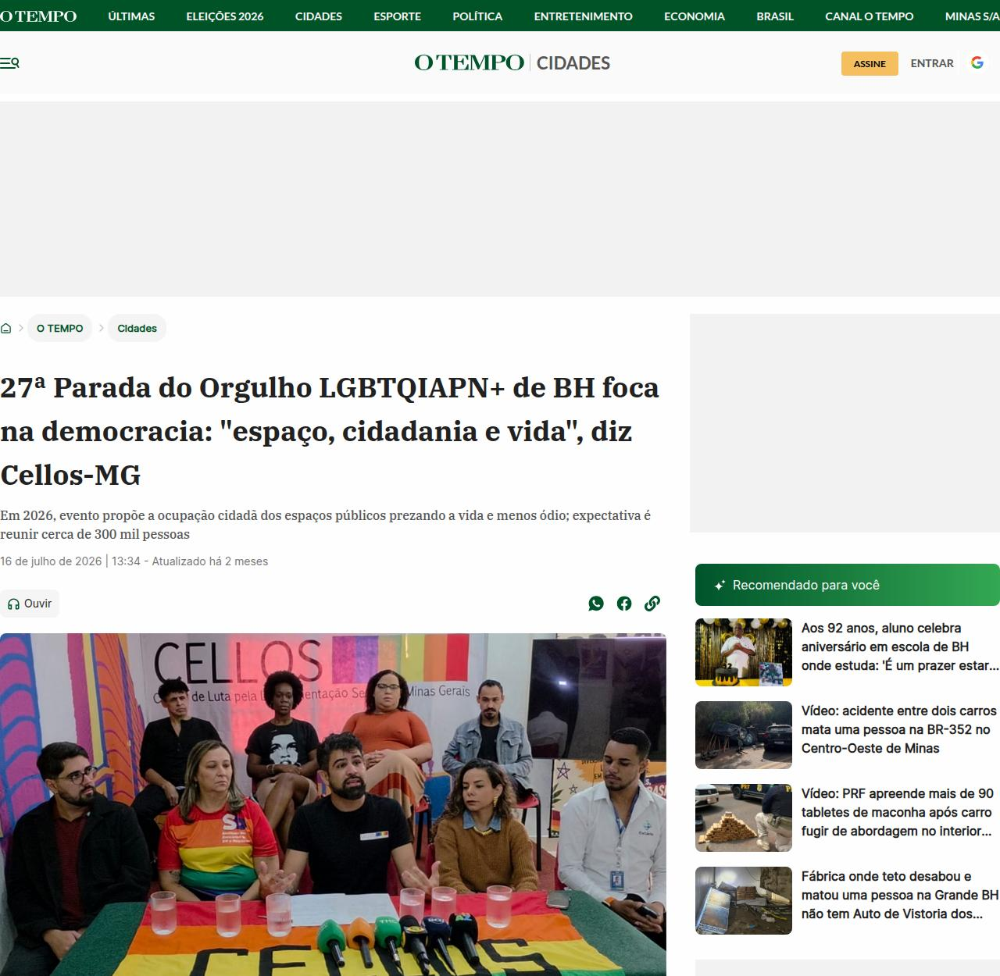 O TEMPO ÚLTIMAS ELEIÇÕES 2026 CIDADES ESPORTE POLÍTICA ENTRETENIMENTO ECONOMIA BRASIL CANAL O TEMPO MINAS S/A
O TEMPO | CIDADES
ASSINE
ENTRAR
O TEMPO
Cidades
27ª Parada do Orgulho LGBTQIAPN+ de BH foca
na democracia: "espaço, cidadania e vida", diz
Cellos-MG
Em 2026, evento propõe a ocupação cidadã dos espaços públicos prezando a vida e menos ódio; expectativa é
reunir cerca de 300 mil pessoas
16 de julho de 2026 | 13:34 - Atualizado há 2 meses
Ouvir
CELLOS
de Luta pela
Minas Gerais
CELLOS
Recomendado para você
Aos 92 anos, aluno celebra
aniversário em escola de BH
onde estuda: 'É um prazer estar...
Vídeo: acidente entre dois carros
mata uma pessoa na BR-352 no
Centro-Oeste de Minas
Vídeo: PRF apreende mais de 90
tabletes de maconha após carro
fugir de abordagem no interior...
Fábrica onde teto desabou e
matou uma pessoa na Grande BH
não tem Auto de Vistoria dos...